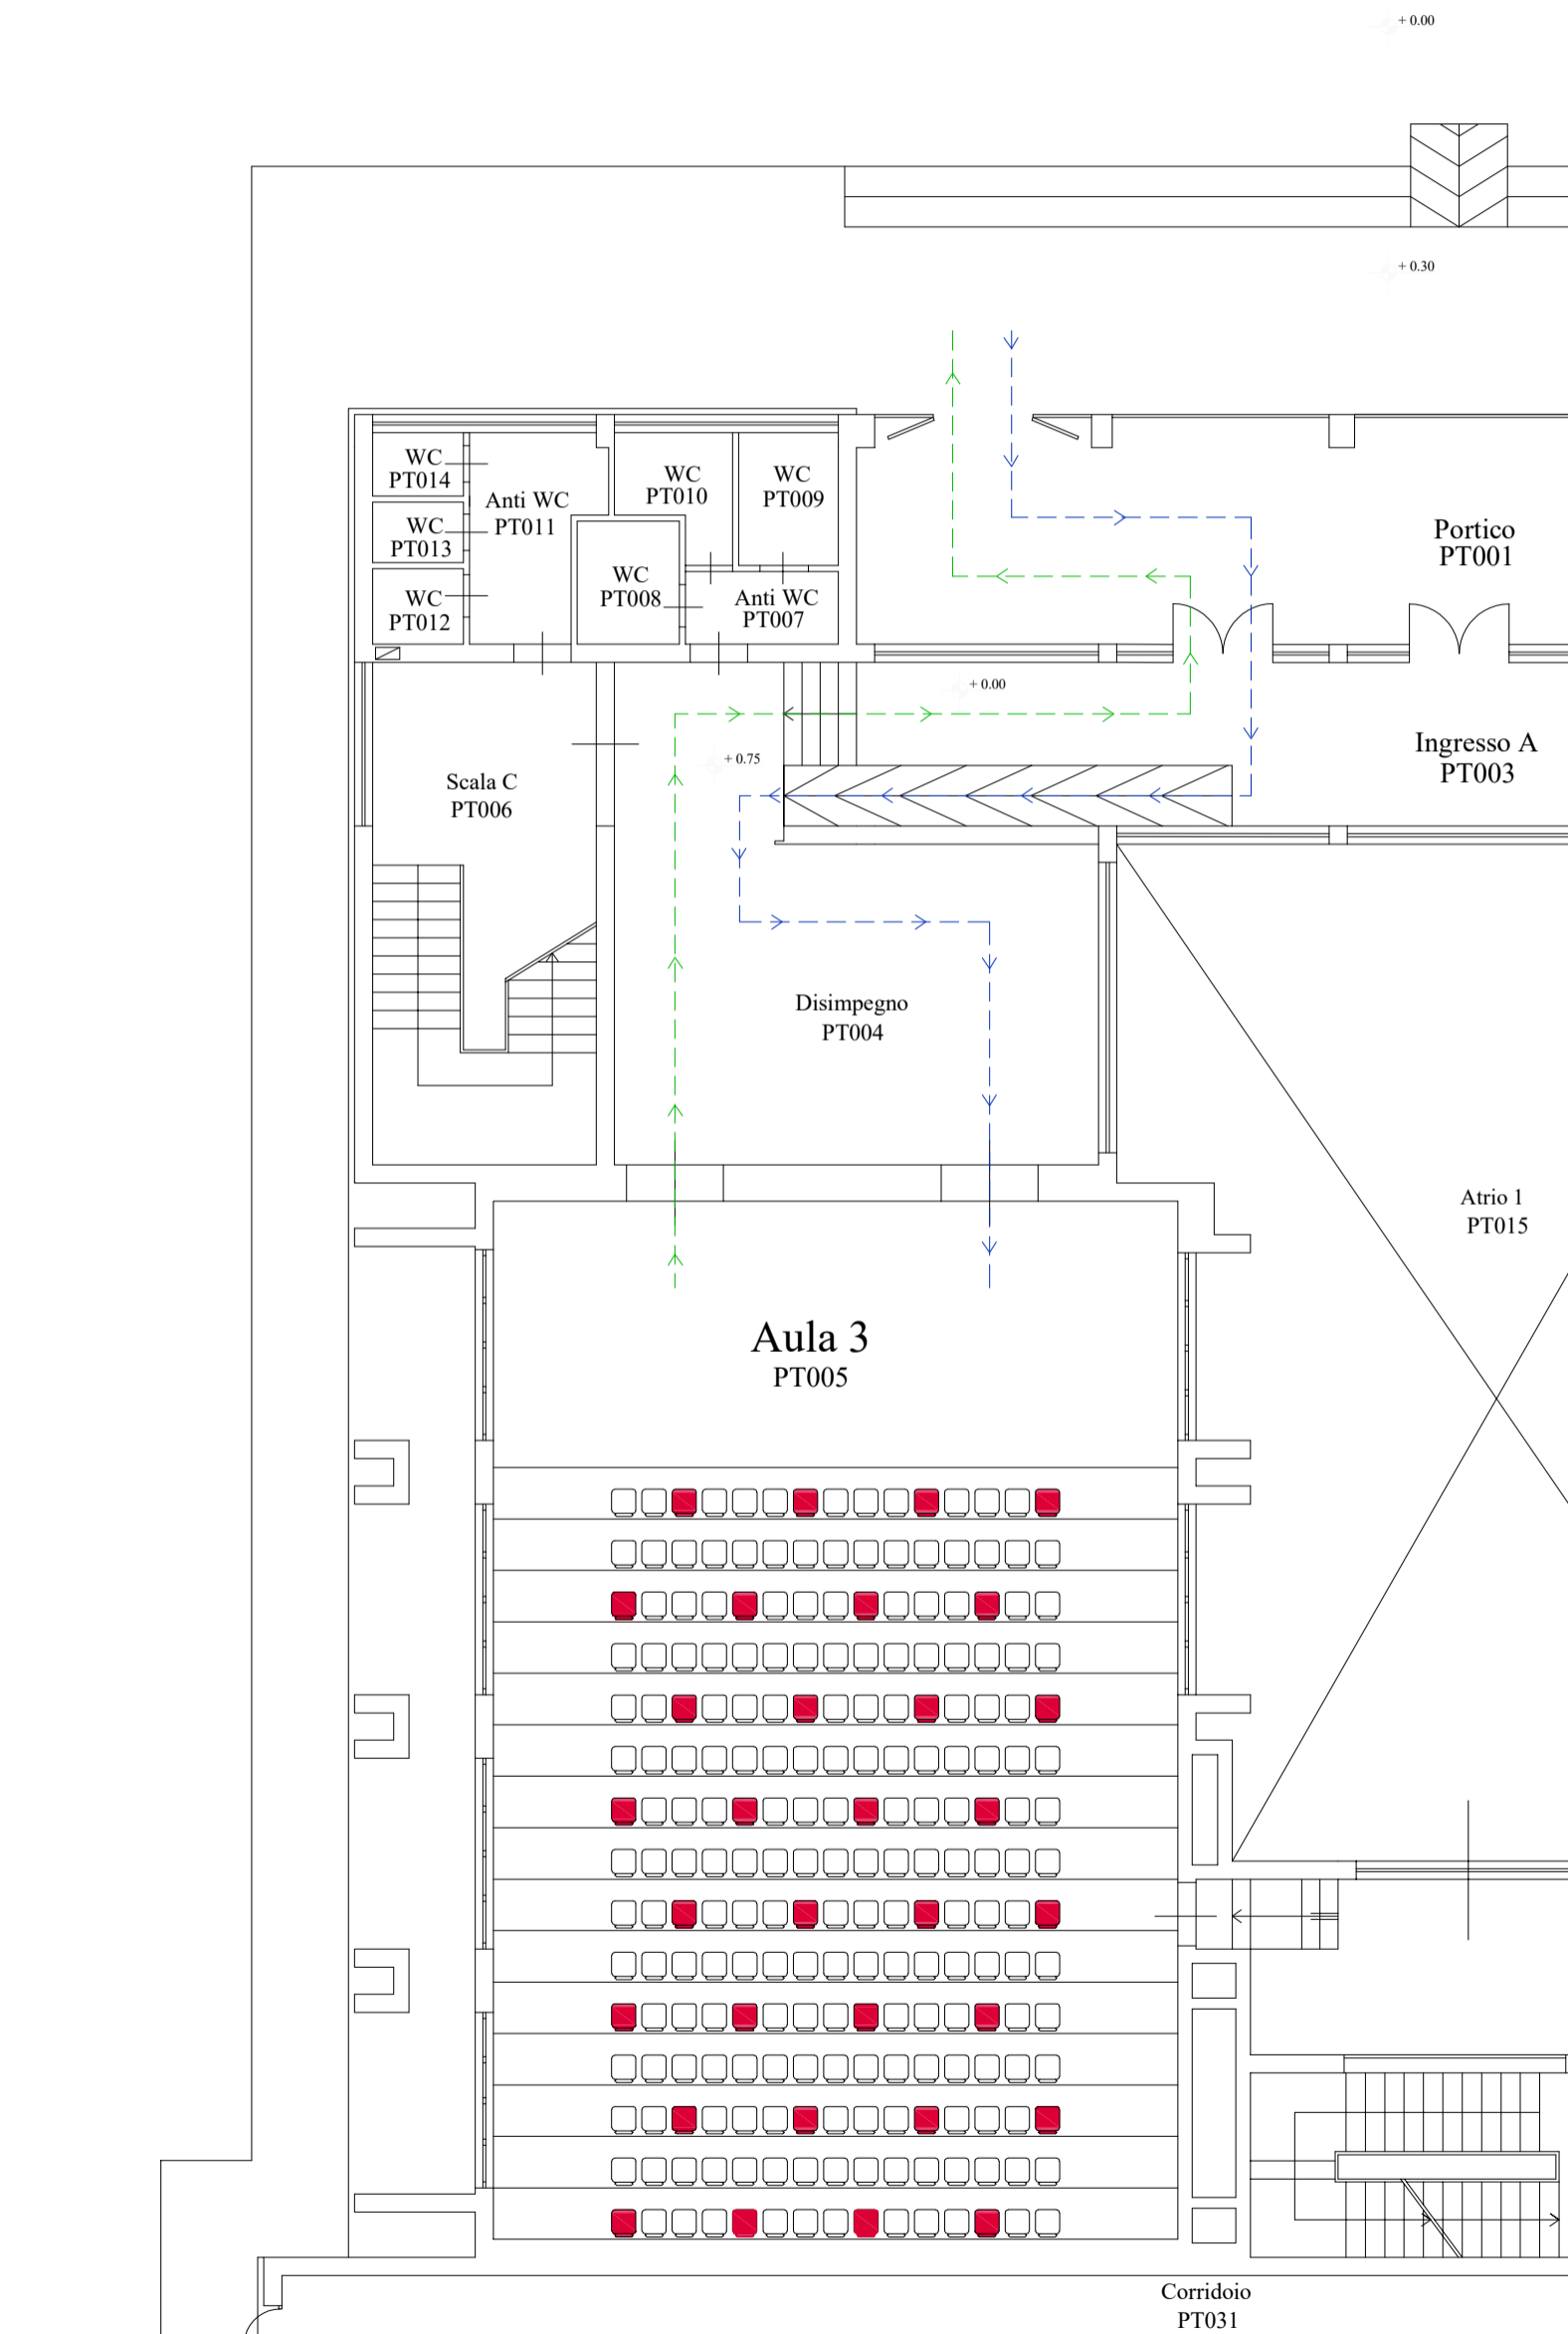 + 0.00
+ 0.30
WC
PT014
Anti WC
PT011
WC
PT010
WC
PT009
WC
PT013
Portico
PT001
WC
PT008
WC
PT012
Anti WC
PT007
+ 0.00
+ 0.75
Ingresso A
PT003
Scala C
PT006
Disimpegno
PT004
Atrio 1
PT015
Aula 3
PT005
Corridoio
PT031